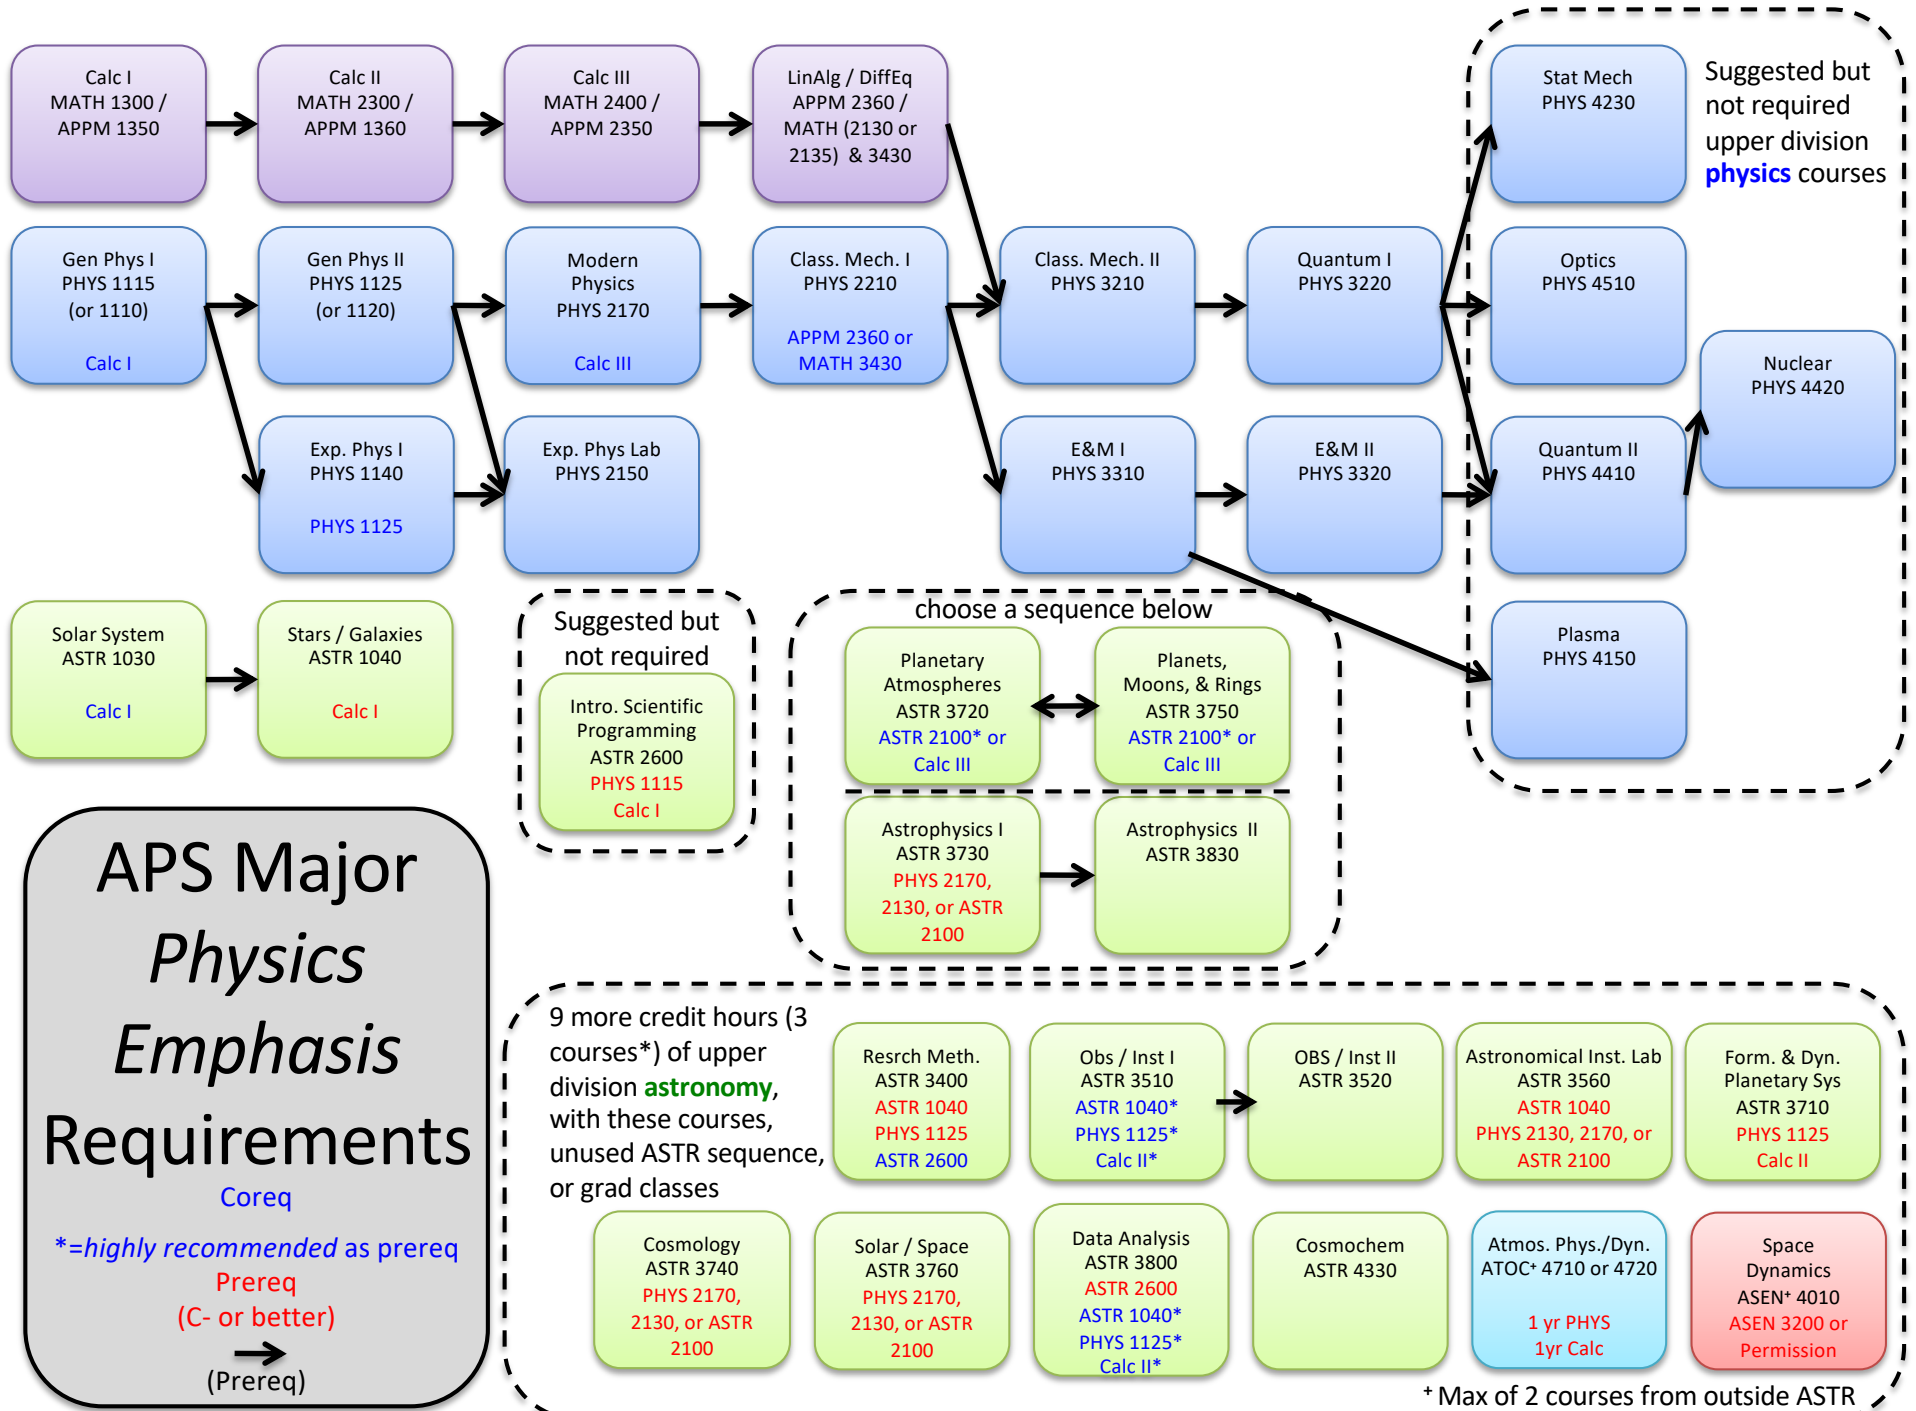 Calc I
MATH 1300 /
APPM 1350
Calc II
MATH 2300 /
APPM 1360
Calc III
MATH 2400 /
APPM 2350
LinAlg / DiffEq
APPM 2360 /
MATH (2130 or
2135)  & 3430
Stat Mech
PHYS 4230
Suggested but
not required
upper division
physics courses
Gen Phys I
PHYS 1115
(or 1110)
Calc I
Gen Phys II
PHYS 1125
(or 1120)
Modern
Physics
PHYS 2170
Calc III
Class. Mech. I
PHYS 2210
APPM 2360 or
MATH 3430
Class. Mech. II
PHYS 3210
Quantum I
PHYS 3220
Optics
PHYS 4510
Nuclear
PHYS 4420
Exp. Phys I
PHYS 1140
PHYS 1125
Exp. Phys Lab
PHYS 2150
E&M I
PHYS 3310
E&M II
PHYS 3320
Quantum II
PHYS 4410
Solar System
ASTR 1030
Calc I
Stars / Galaxies
ASTR 1040
Calc I
Suggested but
not required
Intro. Scientific
Programming
ASTR 2600
PHYS 1115
Calc I
choose a sequence below
Planetary
Atmospheres
ASTR 3720
ASTR 2100* or
Calc III
Planets,
Moons, & Rings
ASTR 3750
ASTR 2100* or
Calc III
Plasma
PHYS 4150
Astrophysics I
ASTR 3730
PHYS 2170,
2130, or ASTR
2100
Astrophysics  II
ASTR 3830
APS Major
Physics
Emphasis
Requirements
Coreq
*=highly recommended as prereq
Prereq
(C- or better)
(Prereq)
9 more credit hours (3
courses*) of upper
division astronomy,
with these courses,
unused ASTR sequence,
or grad classes
Resrch Meth.
ASTR 3400
ASTR 1040
PHYS 1125
ASTR 2600
Obs / Inst I
ASTR 3510
ASTR 1040*
PHYS 1125*
Calc II*
OBS / Inst II
ASTR 3520
Astronomical Inst. Lab
ASTR 3560
ASTR 1040
PHYS 2130, 2170, or
ASTR 2100
Form. & Dyn.
Planetary Sys
ASTR 3710
PHYS 1125
Calc II
Cosmology
ASTR 3740
PHYS 2170,
2130, or ASTR
2100
Solar / Space
ASTR 3760
PHYS 2170,
2130, or ASTR
2100
Data Analysis
ASTR 3800
ASTR 2600
ASTR 1040*
PHYS 1125*
Calc II*
Cosmochem
ASTR 4330
Atmos. Phys./Dyn.
ATOC⁺ 4710 or 4720
1 yr PHYS
1yr Calc
Space
Dynamics
ASEN⁺ 4010
ASEN 3200 or
Permission
⁺ Max of 2 courses from outside ASTR